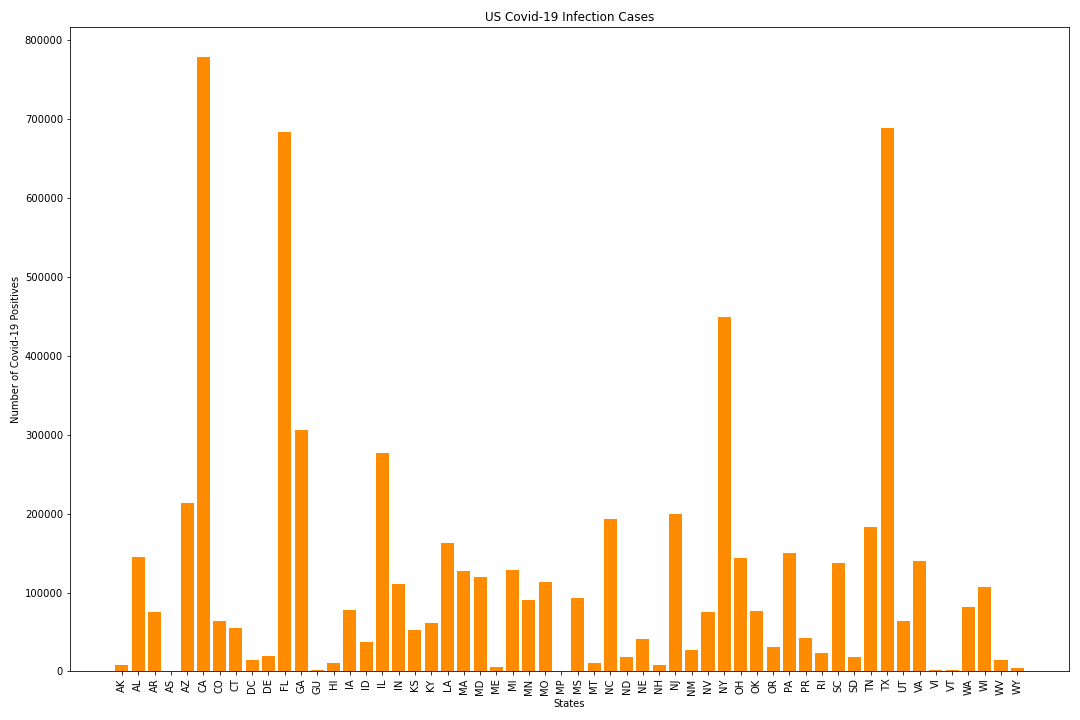 US Covid-19 Infection Cases
Number of Covid-19 Positives
800000
700000
600000
500000
400000
300000
200000
100000
0
AK AL AR AS AZ CA CO CT DC DE FL GA GU HI IA ID IL IN KS KY LA MA MD ME MI MN MO MP MS MT NC ND NE NH NJ NM NV NY OH OK OR PA PR RI SC SD TN TX UT VA VI VT WA WI WV WY
States